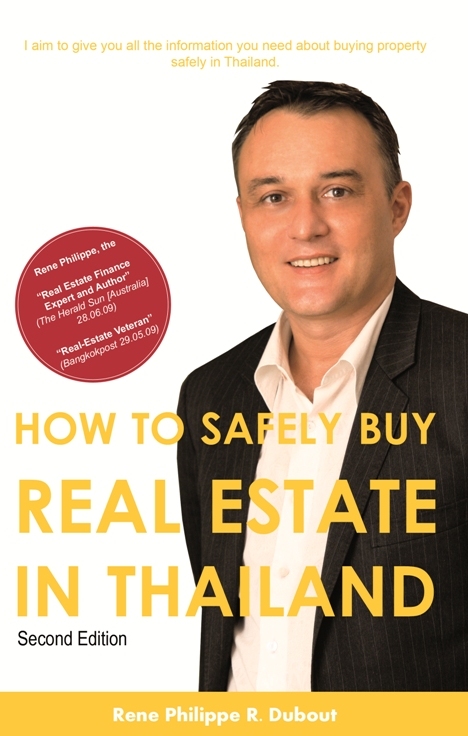 I aim to give you all the information you need about buying property
safely in Thailand.
Rene Philippe, the
"Real Estate Finance
Expert and Author"
(The Herald Sun [Australia]
28.06.09)
"Real-Estate Veteran"
(Bangkokpost 29.05.09)
HOW TO SAFELY BUY
REAL ESTATE
IN THAILAND
Second Edition
Rene Philippe R. Dubout